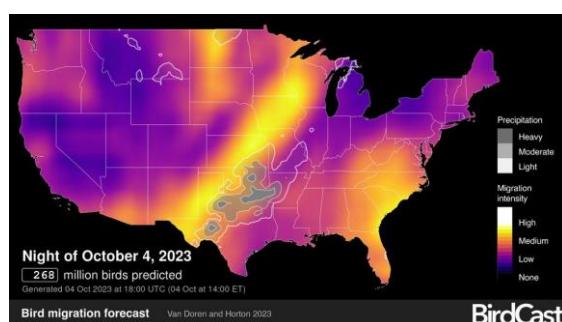 Precipitation
Heavy
Moderate
Light
Migration
intensity
High
Medium
Low
None
Night of October 4, 2023
268 million birds predicted
Generated 04 Oct 2023 at 18:00 UTC (04 Oct at 14:00 ET)
Bird migration forecast Van Doren and Horton 2023 BirdCast